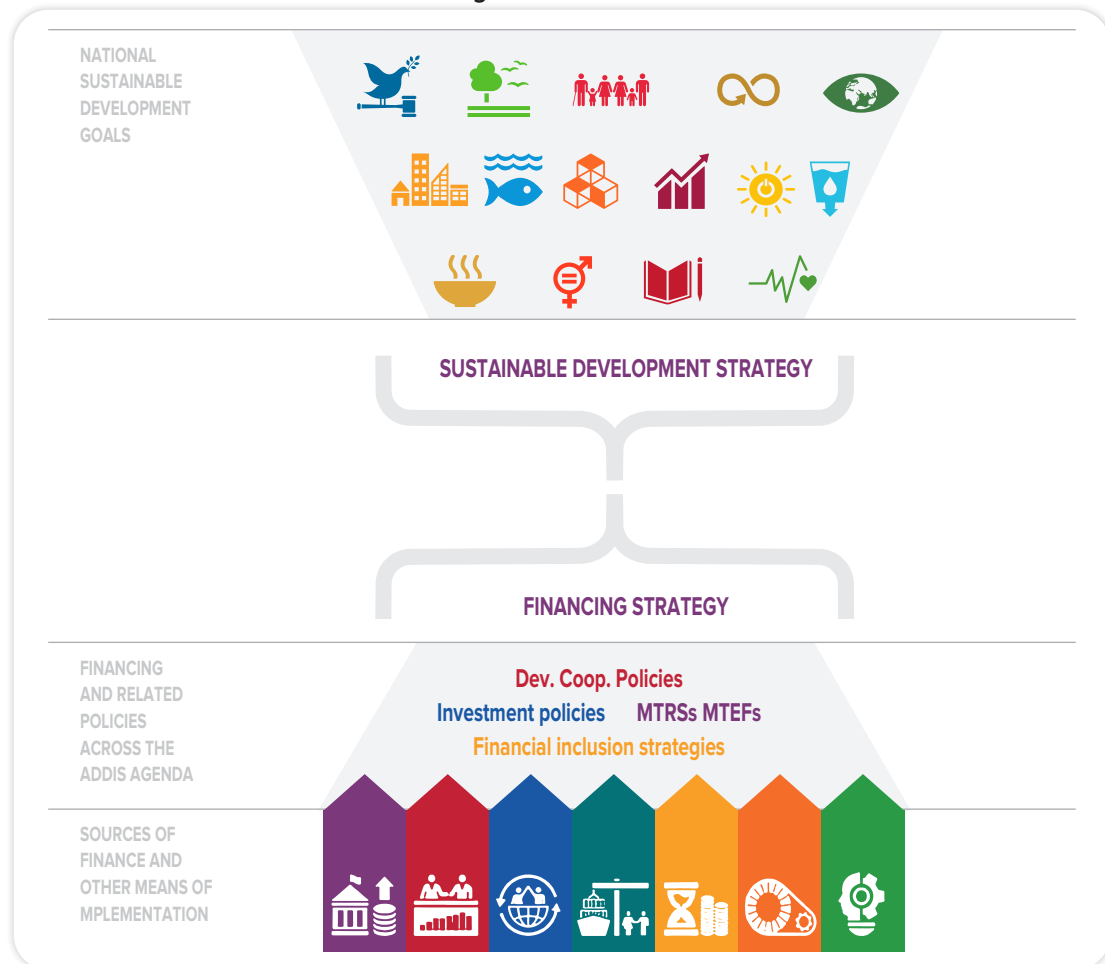 NATIONAL
SUSTAINABLE
DEVELOPMENT
GOALS
SUSTAINABLE DEVELOPMENT STRATEGY
FINANCING STRATEGY
FINANCING
AND RELATED
POLICIES
ACROSS THE
ADDIS AGENDA
Dev. Coop. Policies
Investment policies MTRSs MTEFs
Financial inclusion strategies
SOURCES OF
FINANCE AND
OTHER MEANS OF
MPLEMENTATION